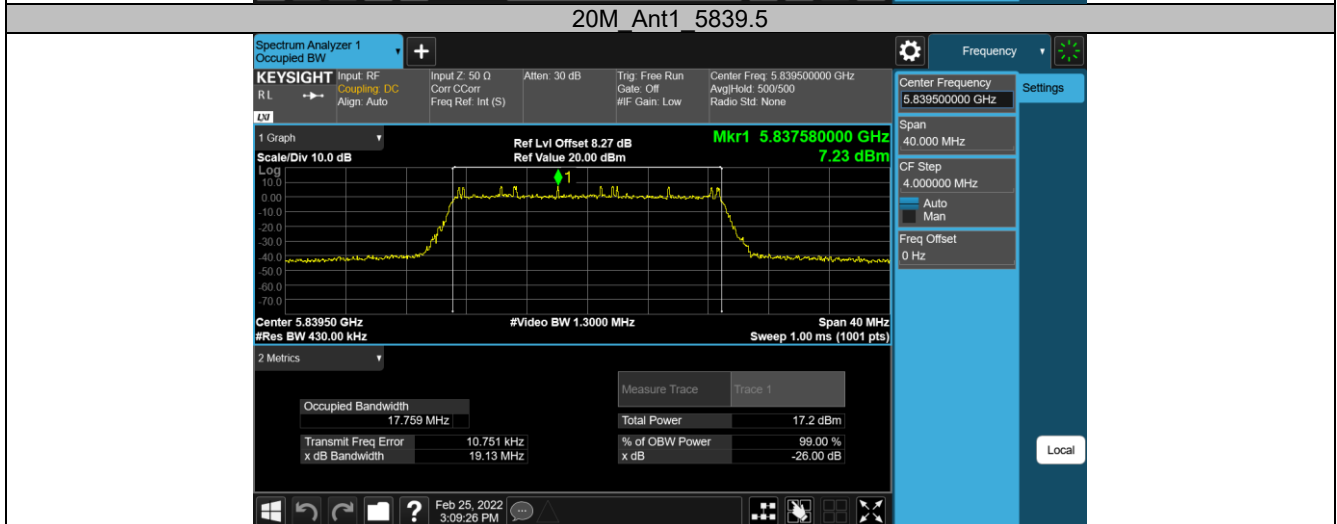 20M_Ant1_5839.5
Spectrum Analyzer 1
Occupied BW
+
Frequency
KEYSIGHT
RL
LXI
Input: RF
Coupling: DC
Align: Auto
Input Z: 50 Ω
Corr CCorr
Freq Ref: Int (S)
Atten: 30 dB
Trig: Free Run
Gate: Off
#IF Gain: Low
Center Freq: 5.839500000 GHz
Avg|Hold: 500/500
Radio Std: None
Center Frequency
5.839500000 GHz
Settings
Span
40.000 MHz
CF Step
4.000000 MHz
Auto
Man
Freq Offset
0 Hz
1 Graph
Scale/Div 10.0 dB
Ref Lvl Offset 8.27 dB
Ref Value 20.00 dBm
Mkr1 5.837580000 GHz
7.23 dBm
Log
10.0
0.00
-10.0
-20.0
-30.0
-40.0
-50.0
-60.0
-70.0
1
Center 5.83950 GHz
#Video BW 1.3000 MHz
Span 40 MHz
#Res BW 430.00 kHz
Sweep 1.00 ms (1001 pts)
2 Metrics
Measure Trace
Trace 1
Occupied Bandwidth
17.759 MHz
Total Power
17.2 dBm
Transmit Freq Error
10.751 kHz
% of OBW Power
99.00 %
x dB Bandwidth
19.13 MHz
x dB
-26.00 dB
Local
?
Feb 25, 2022
3:09:26 PM